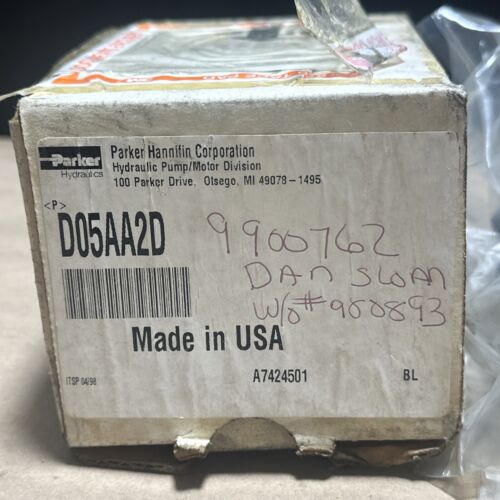 Parker
Hydraulics
Parker Hannifin Corporation
Hydraulic Pump/Motor Division
100 Parker Drive, Otsego, MI 49078-1495
<P>
D05AA2D
9900762
DAN SLOAN
W/O# 980893
Made in USA
ITSP 04/98
A7424501
BL